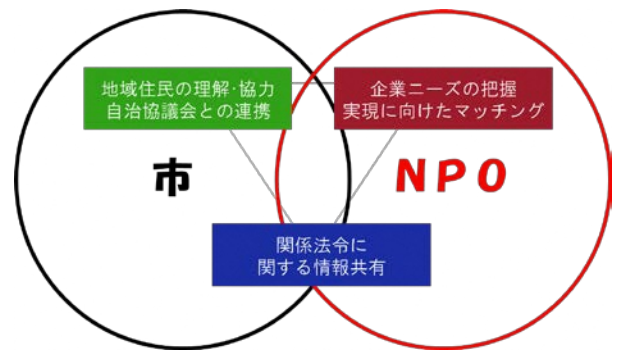 地域住民の理解･協力
自治協議会との連携
企業ニーズの把握
実現に向けたマッチング
市
NPO
関係法令に
関する情報共有